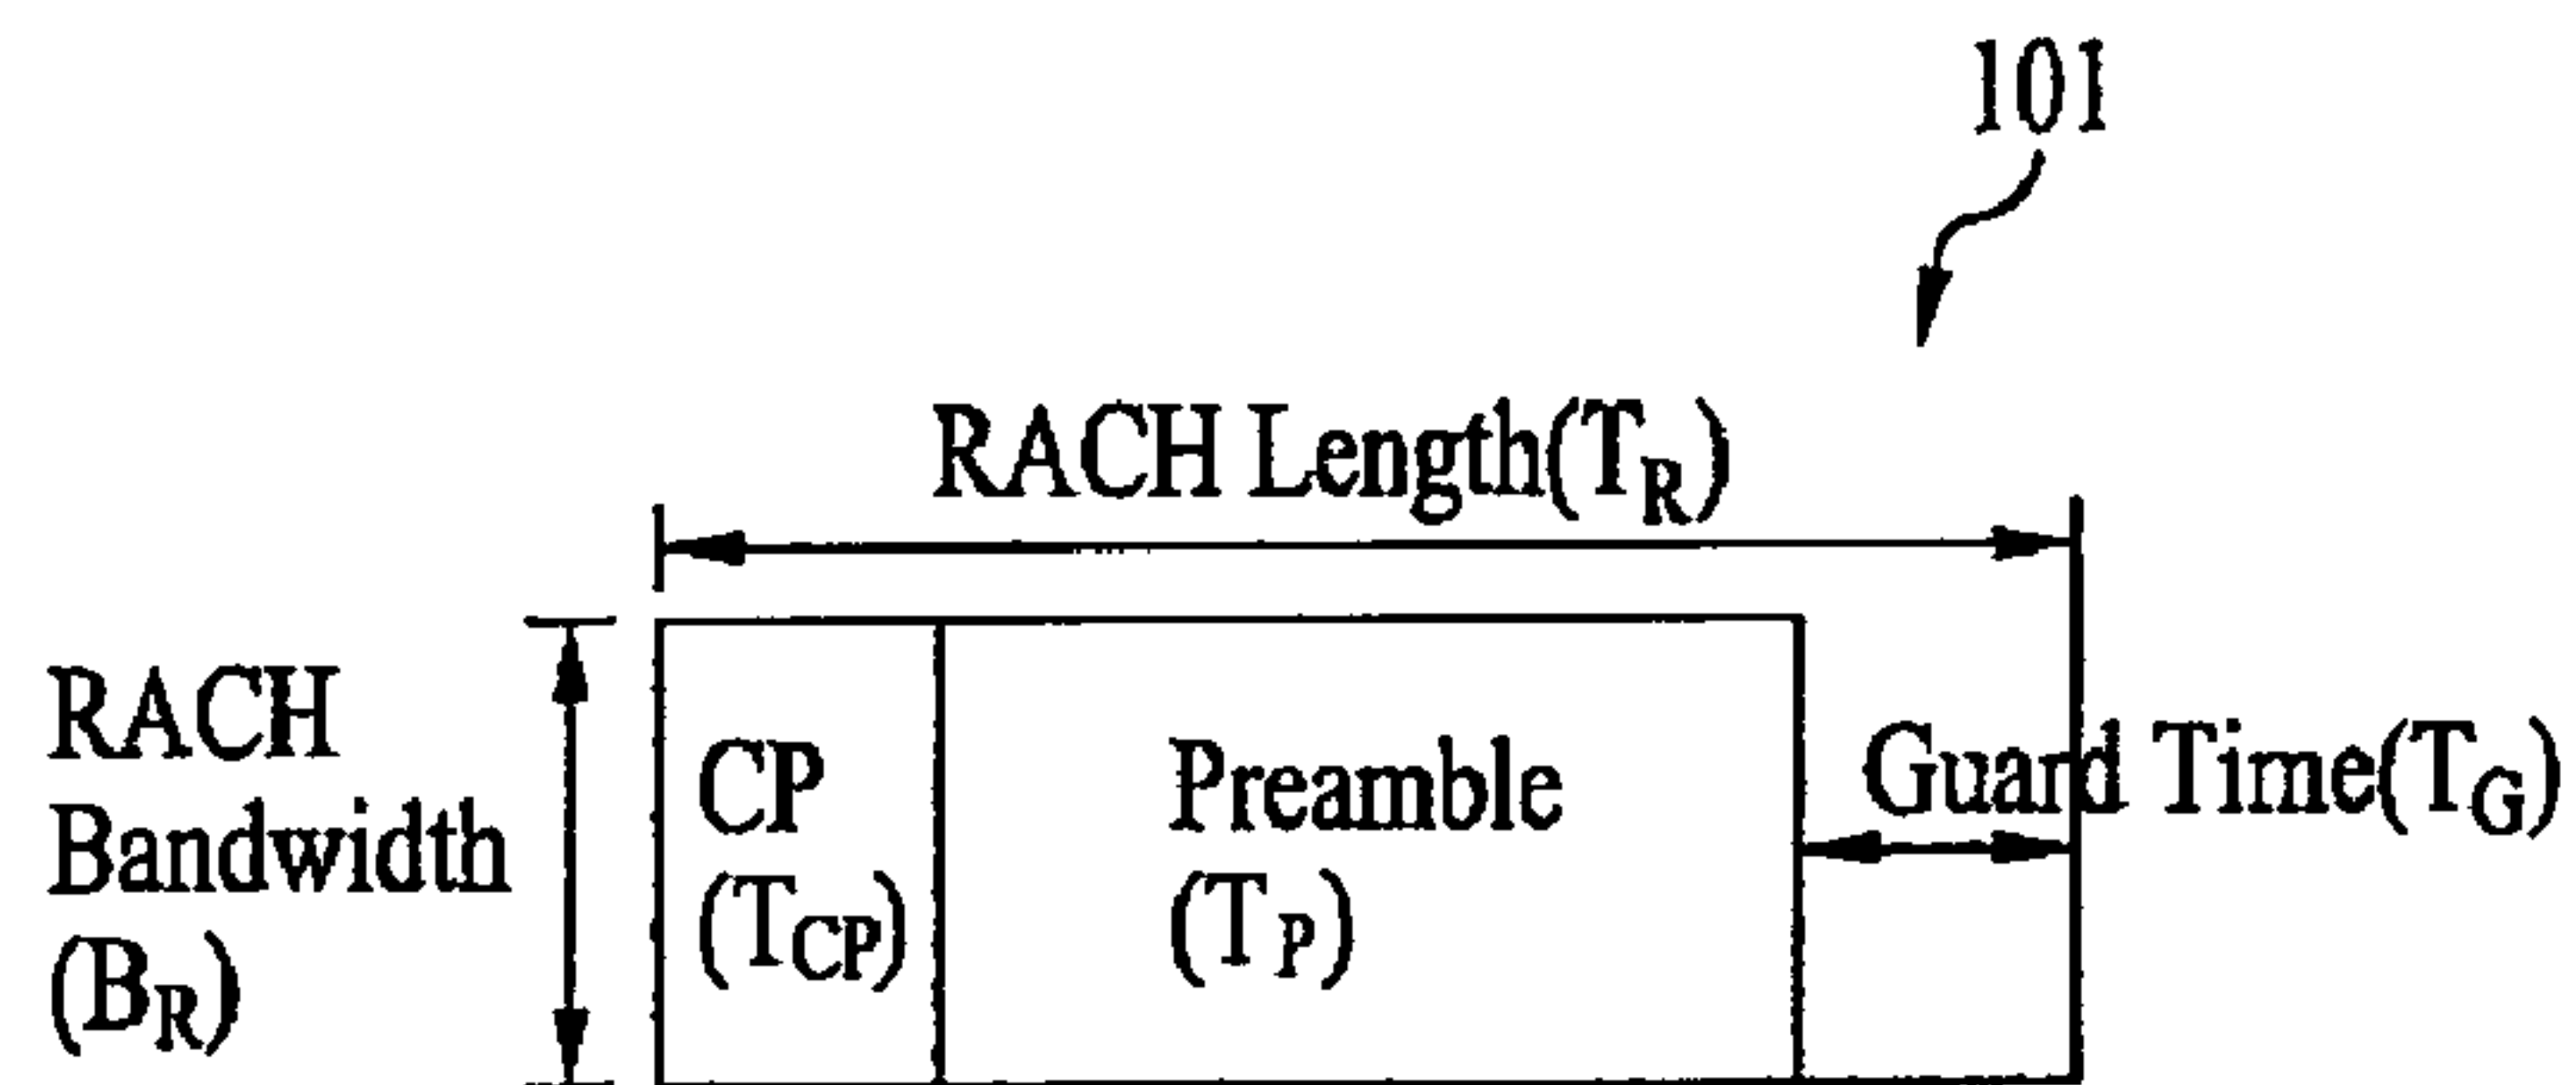 101
RACH Length(T_R)
RACH
Bandwidth
(B_R)
CP
(T_CP)
Preamble
(T_P)
Guard Time(T_G)